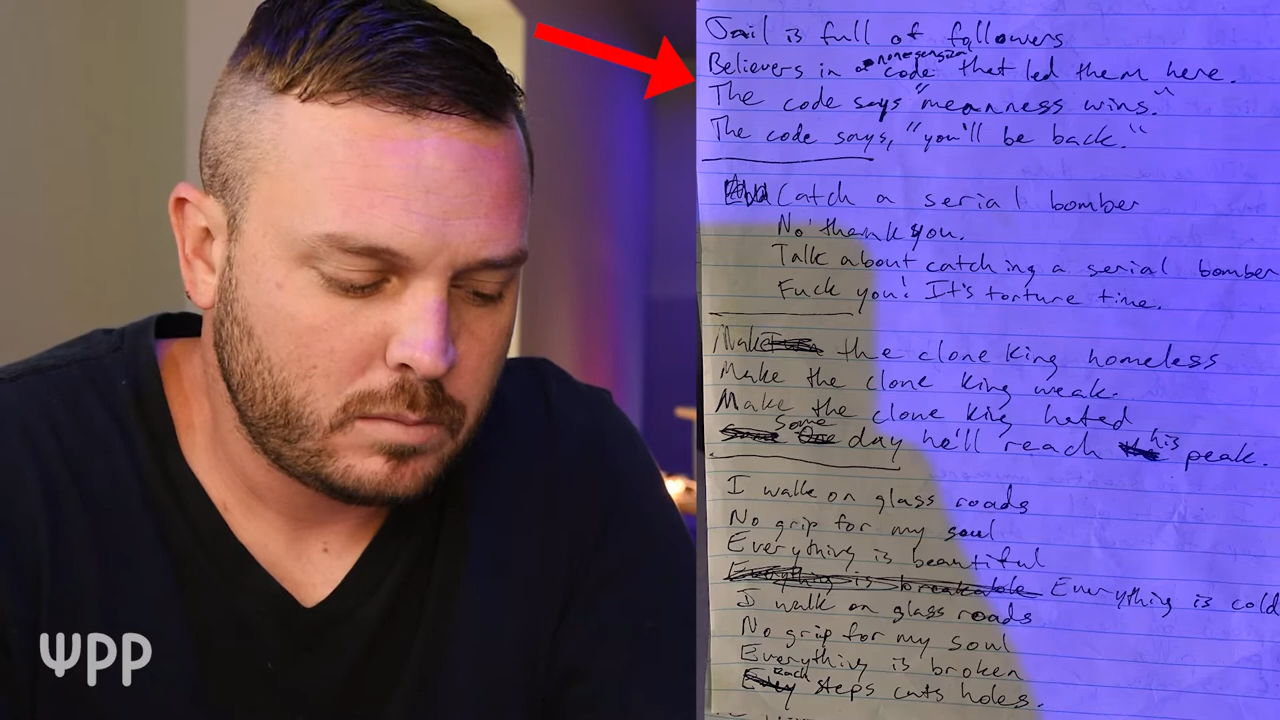 Jail is full of followers
Believers in a nonsensical code that led them here.
The code says "meanness wins."
The code says, "you'll be back."
Catch a serial bomber
No thank you.
Talk about catching a serial bomber
Fuck you! It's torture time.
Make the clone king homeless
Make the clone king weak.
Make the clone king hated
Some day he'll reach his peak.
I walk on glass roads
No grip for my soul
Everything is beautiful
Everything is breakable Everything is cold
I walk on glass roads
No grip for my soul
Everything is broken
Each steps cuts holes.
ΨPP